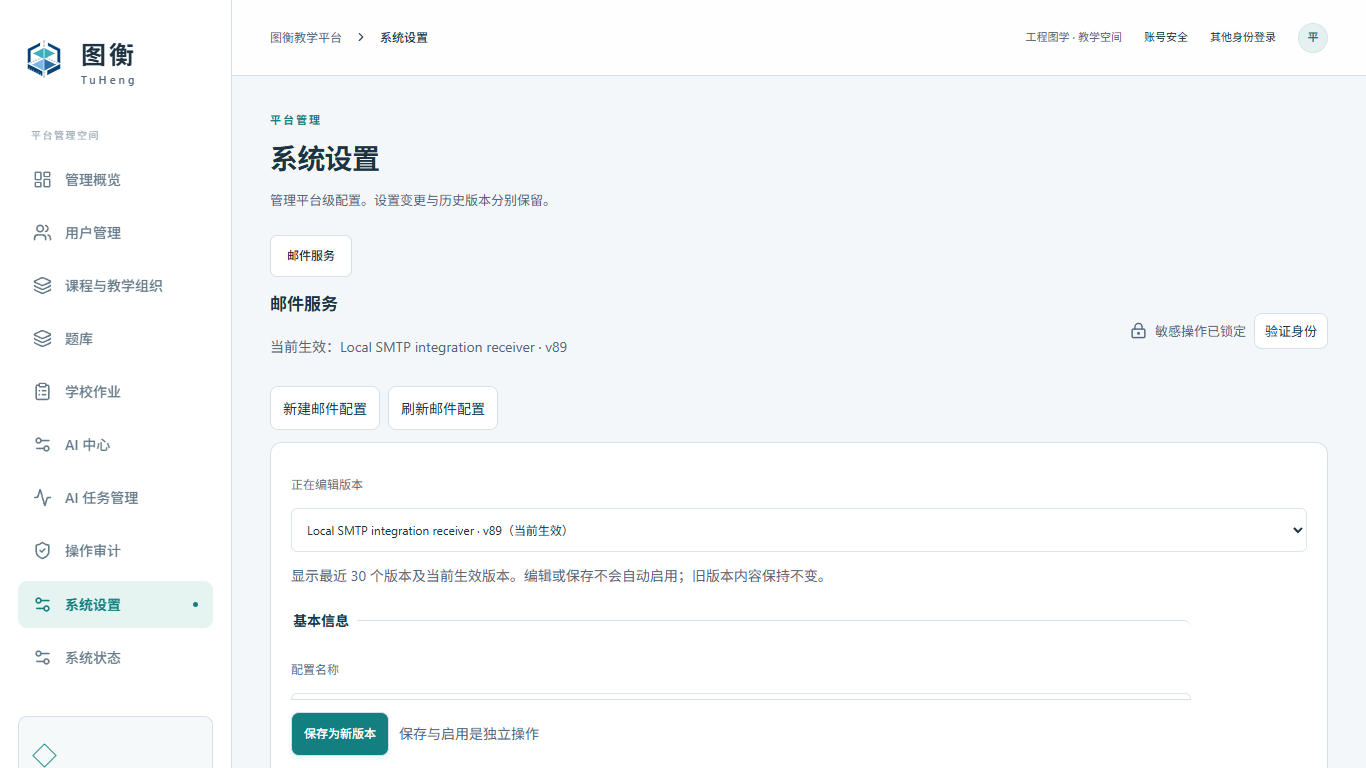 图衡
TuHeng
平台管理空间
管理概览
用户管理
课程与教学组织
题库
学校作业
AI 中心
AI 任务管理
操作审计
系统设置
系统状态
图衡教学平台
系统设置
工程图学 · 教学空间
账号安全
其他身份登录
平
平台管理
系统设置
管理平台级配置。设置变更与历史版本分别保留。
邮件服务
邮件服务
当前生效：Local SMTP integration receiver · v89
敏感操作已锁定
验证身份
新建邮件配置
刷新邮件配置
正在编辑版本
Local SMTP integration receiver · v89（当前生效）
显示最近 30 个版本及当前生效版本。编辑或保存不会自动启用；旧版本内容保持不变。
基本信息
配置名称
保存为新版本
保存与启用是独立操作